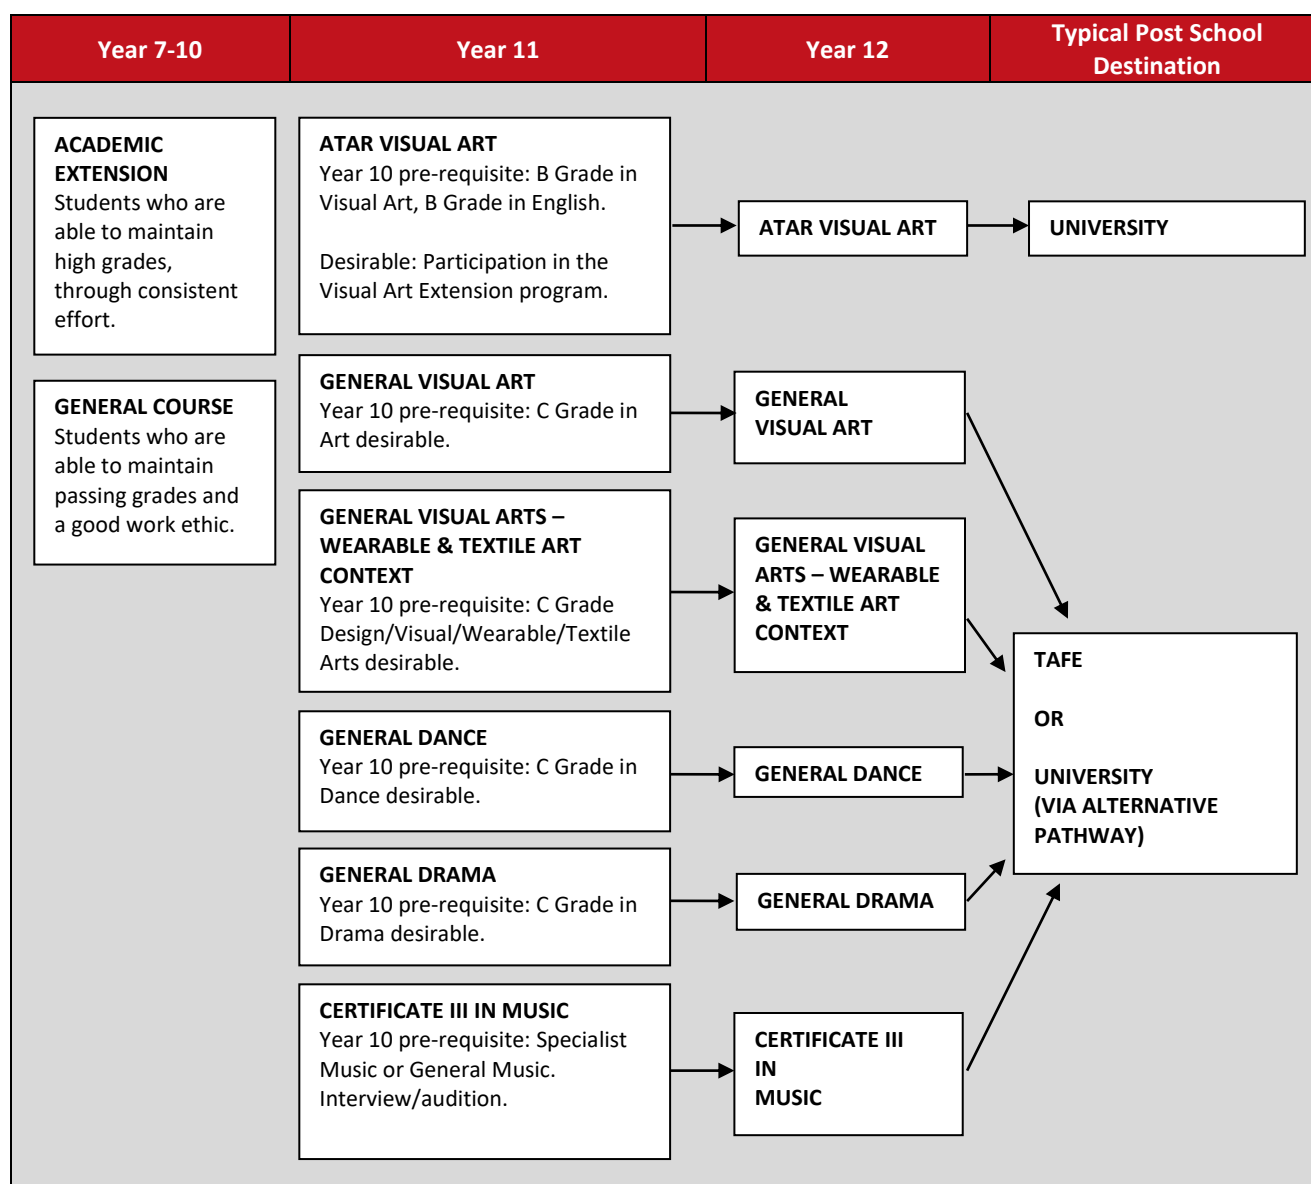 Year 7-10
Year 11
Year 12
Typical Post School
Destination
ACADEMIC
EXTENSION
Students who are
able to maintain
high grades,
through consistent
effort.
GENERAL COURSE
Students who are
able to maintain
passing grades and
a good work ethic.
ATAR VISUAL ART
Year 10 pre-requisite: B Grade in
Visual Art, B Grade in English.
Desirable: Participation in the
Visual Art Extension program.
GENERAL VISUAL ART
Year 10 pre-requisite: C Grade in
Art desirable.
GENERAL VISUAL ARTS –
WEARABLE & TEXTILE ART
CONTEXT
Year 10 pre-requisite: C Grade
Design/Visual/Wearable/Textile
Arts desirable.
GENERAL DANCE
Year 10 pre-requisite: C Grade in
Dance desirable.
GENERAL DRAMA
Year 10 pre-requisite: C Grade in
Drama desirable.
CERTIFICATE III IN MUSIC
Year 10 pre-requisite: Specialist
Music or General Music.
Interview/audition.
ATAR VISUAL ART
GENERAL
VISUAL ART
GENERAL VISUAL
ARTS – WEARABLE
& TEXTILE ART
CONTEXT
GENERAL DANCE
GENERAL DRAMA
CERTIFICATE III
IN
MUSIC
UNIVERSITY
TAFE
OR
UNIVERSITY
(VIA ALTERNATIVE
PATHWAY)